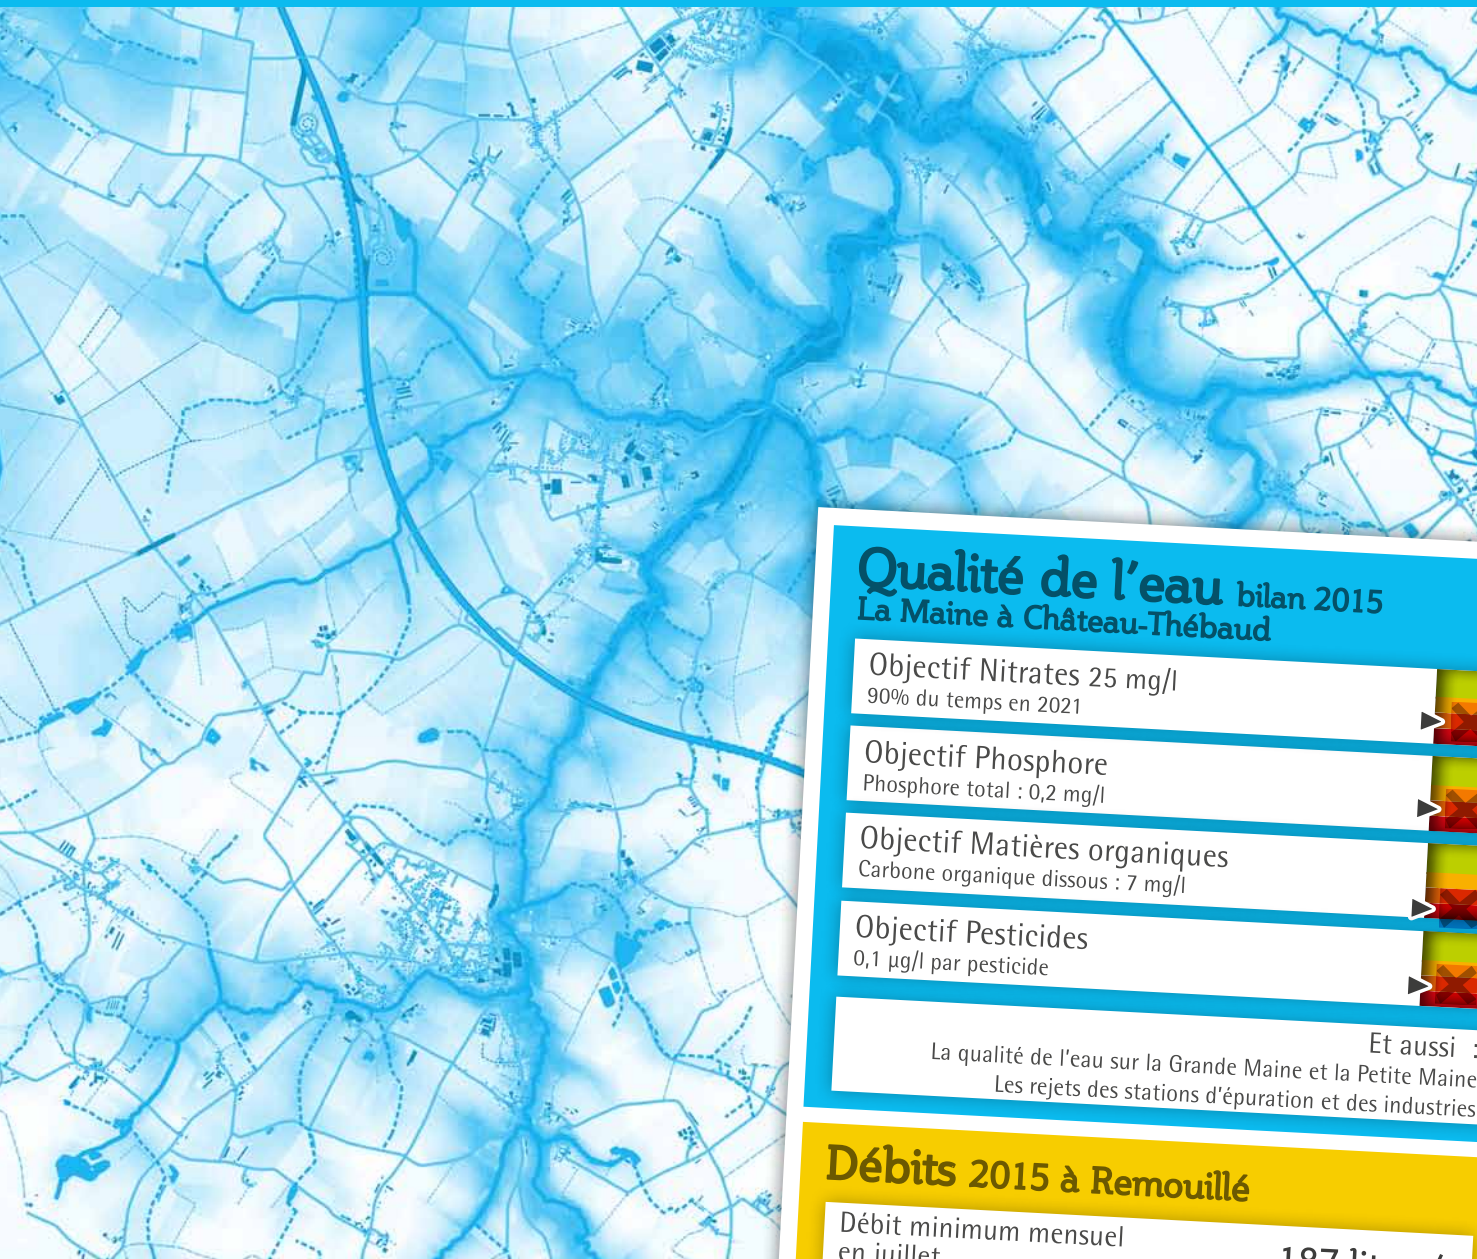 Qualité de l'eau bilan 2015
La Maine à Château-Thébaud
Objectif Nitrates 25 mg/l
90% du temps en 2021
Objectif Phosphore
Phosphore total : 0,2 mg/l
Objectif Matières organiques
Carbone organique dissous : 7 mg/l
Objectif Pesticides
0,1 µg/l par pesticide
Et aussi :
La qualité de l'eau sur la Grande Maine et la Petite Maine
Les rejets des stations d'épuration et des industries
Débits 2015 à Remouillé
Débit minimum mensuel
en juillet 187